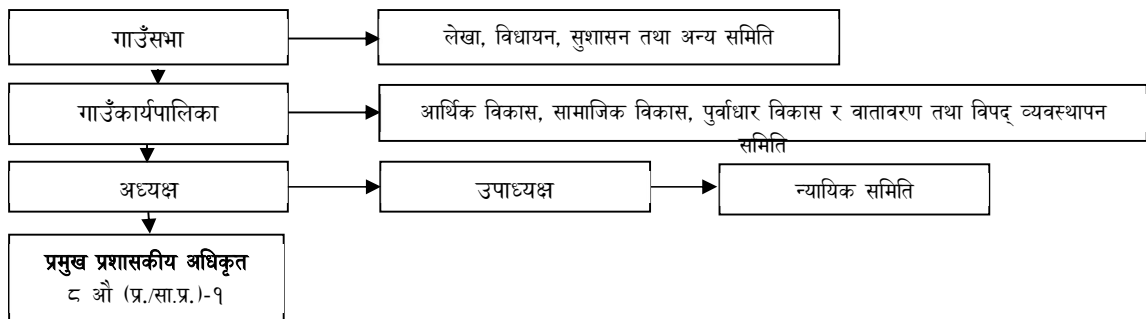 गाउँसभा
लेखा, विधायन, सुशासन तथा अन्य समिति
गाउँकार्यपालिका
आर्थिक विकास, सामाजिक विकास, पुर्वाधार विकास र वातावरण तथा विपद् व्यवस्थापन
समिति
अध्यक्ष
उपाध्यक्ष
न्यायिक समिति
प्रमुख प्रशासकीय अधिकृत
८ औ (प्र./सा.प्र.)-१